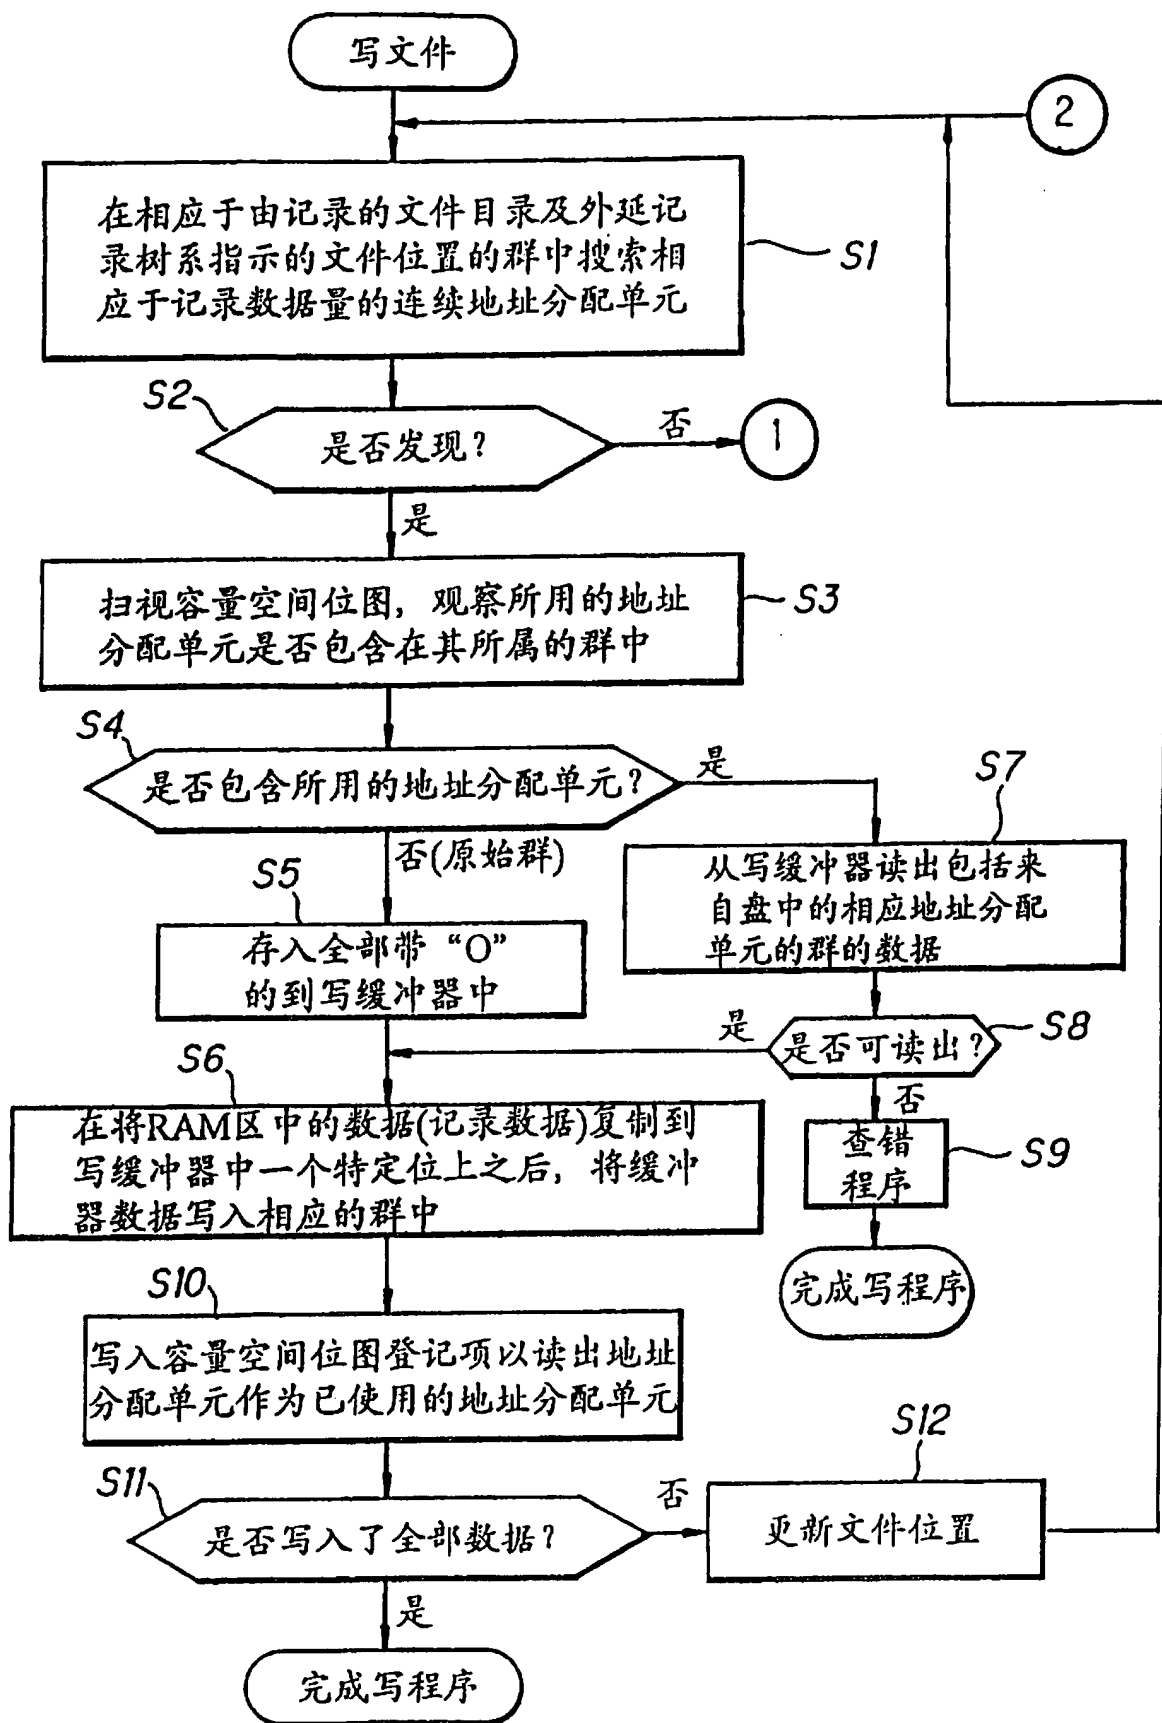 写文件
2
在相应于由记录的文件目录及外延记
录树系指示的文件位置的群中搜索相
应于记录数据量的连续地址分配单元
S1
S2
是否发现？
否
1
是
扫视容量空间位图，观察所用的地址
分配单元是否包含在其所属的群中
S3
S4
是否包含所用的地址分配单元？
是
S7
否(原始群)
从写缓冲器读出包括来
自盘中的相应地址分配
单元的群的数据
S5
存入全部带“O”
的到写缓冲器中
是
是否可读出？
S8
S6
否
在将RAM区中的数据(记录数据)复制到
写缓冲器中一个特定位上之后，将缓冲
器数据写入相应的群中
查错
程序
S9
完成写程序
S10
写入容量空间位图登记项以读出地址
分配单元作为已使用的地址分配单元
S11
是否写入了全部数据？
否
S12
更新文件位置
是
完成写程序